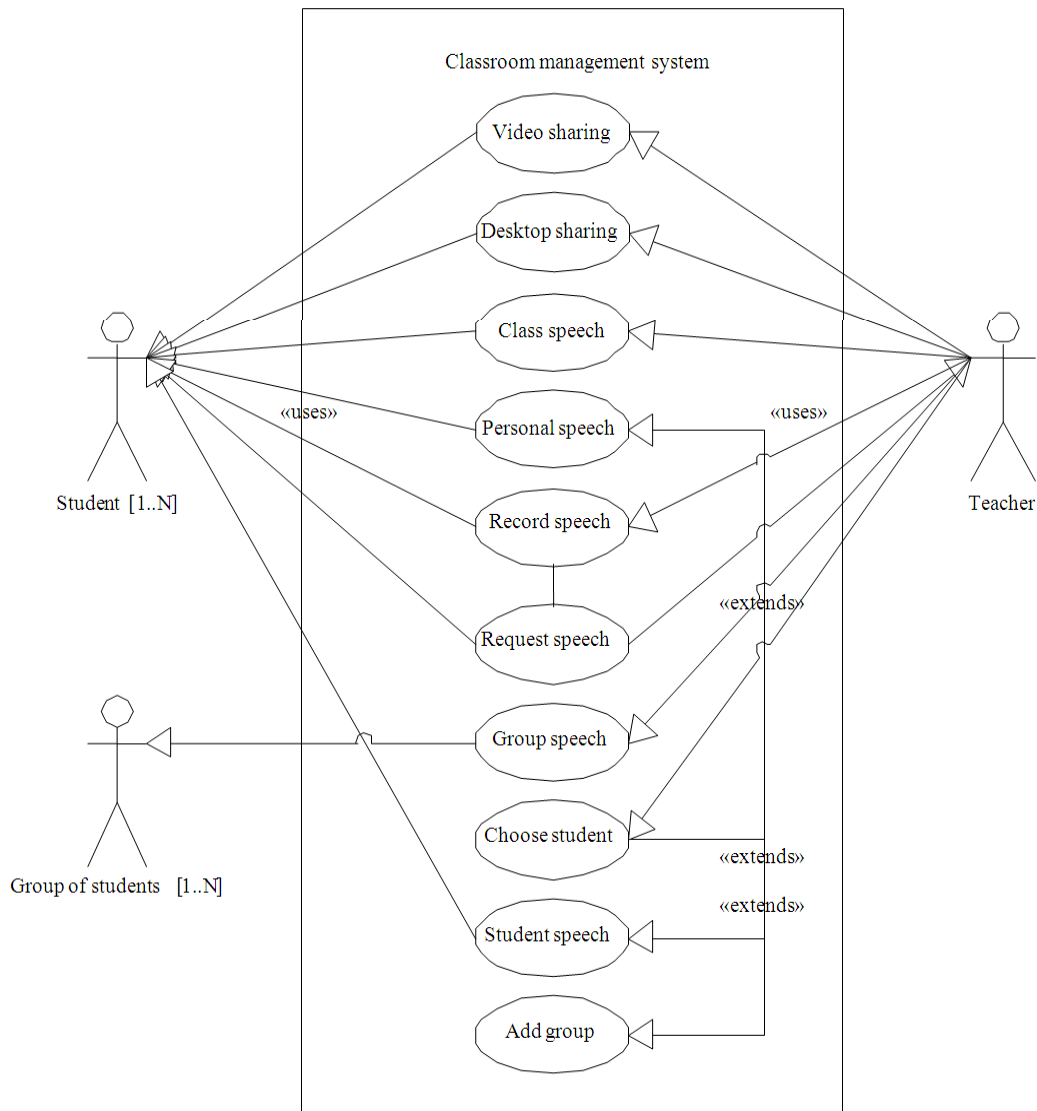 Classroom management system
Video sharing
Desktop sharing
Class speech
«uses»
Personal speech
«uses»
Student [1..N]
Record speech
Teacher
«extends»
Request speech
Group speech
Choose student
«extends»
Group of students [1..N]
«extends»
Student speech
Add group